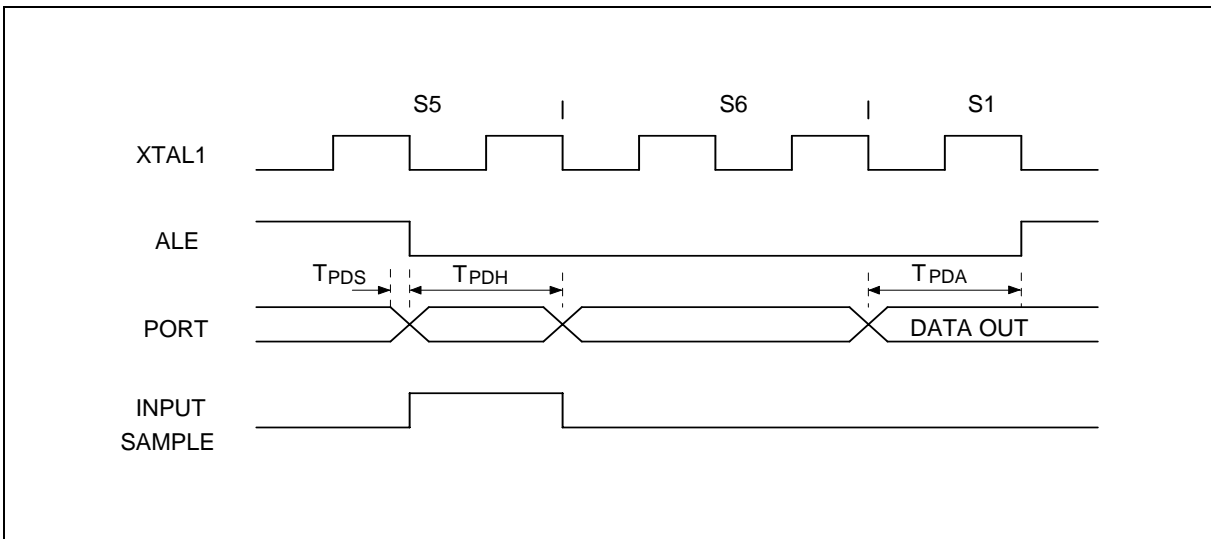 S5 | S6 | S1
XTAL1
ALE
TPDS TPDH TPDA
PORT DATA OUT
INPUT
SAMPLE